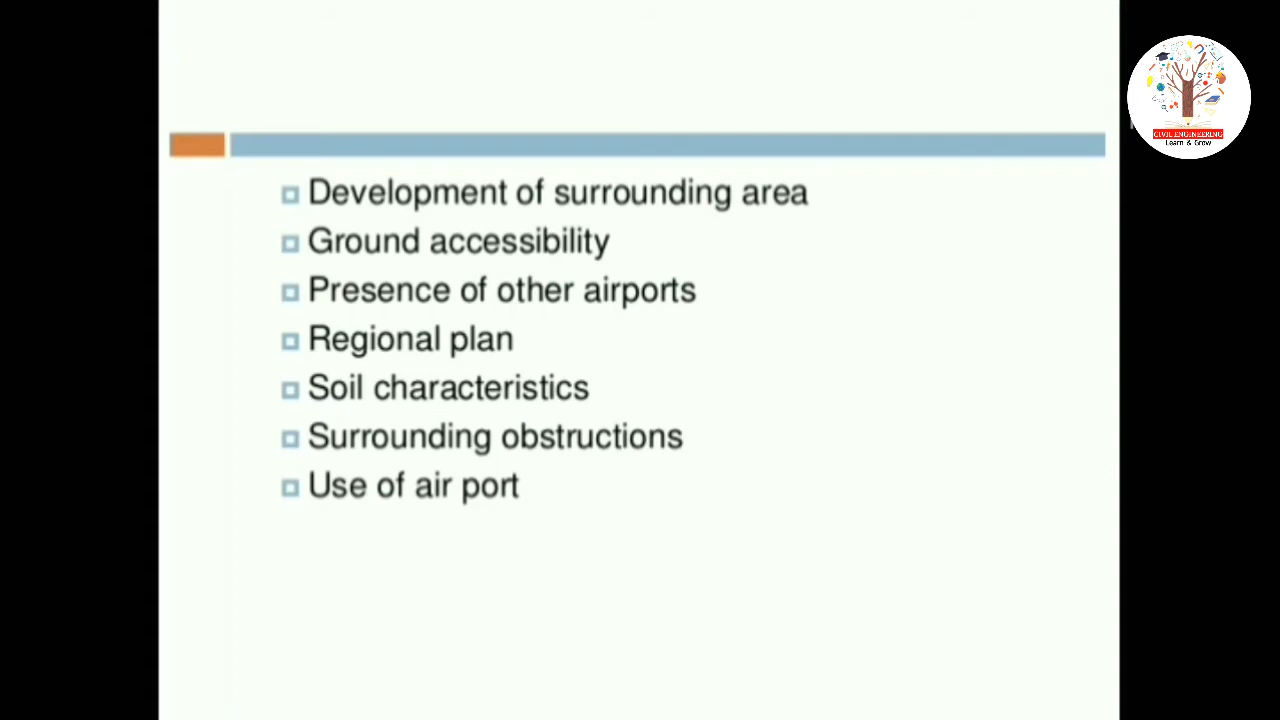 Development of surrounding area
Ground accessibility
Presence of other airports
Regional plan
Soil characteristics
Surrounding obstructions
Use of air port
CIVIL ENGINEERING
Learn & Grow